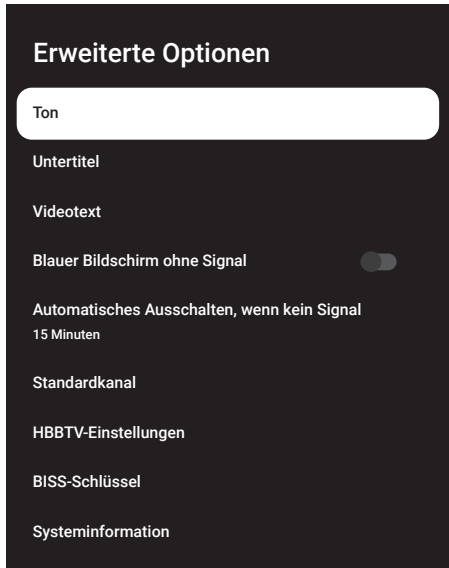 Erweiterte Optionen
Ton
Untertitel
Videotext
Blauer Bildschirm ohne Signal
Automatisches Ausschalten, wenn kein Signal
15 Minuten
Standardkanal
HBBTV-Einstellungen
BISS-Schlüssel
Systeminformation